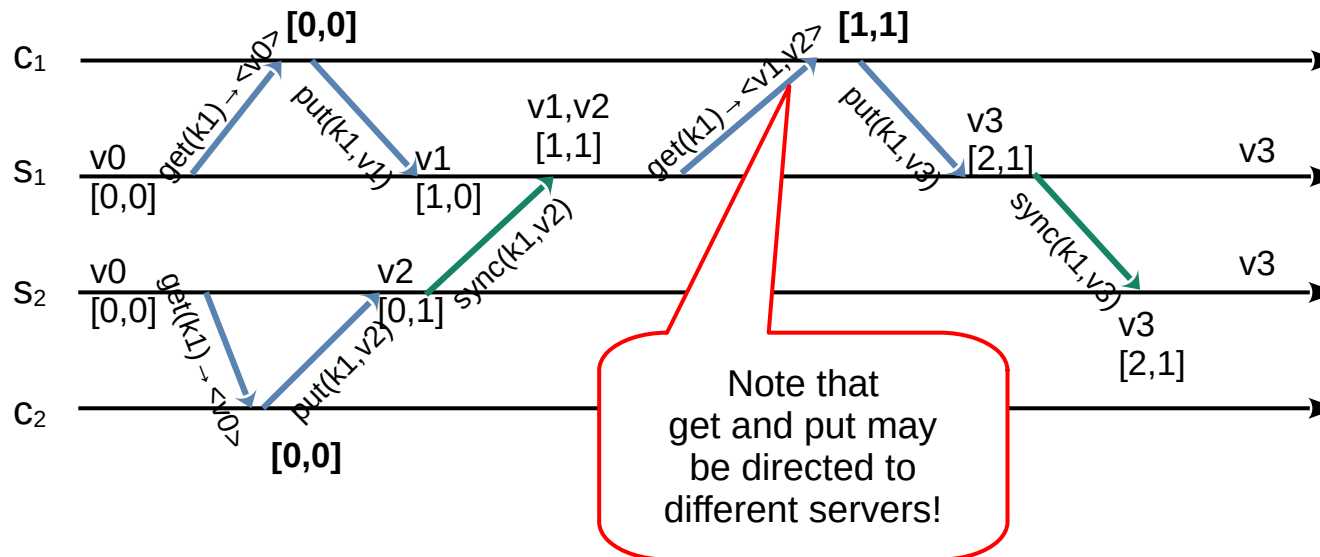 [0,0]
[1,1]
c1
get(k1)→<v0>
put(k1,v1)
v1,v2
[1,1]
get(k1)→<v1,v2>
put(k1,v3)
v3
[2,1]
s1
v0
[0,0]
v1
[1,0]
v3
sync(k1,v2)
sync(k1,v3)
s2
v0
[0,0]
v2
[0,1]
v3
get(k1)→<v0>
put(k1,v2)
v3
[2,1]
c2
[0,0]
Note that
get and put may
be directed to
different servers!